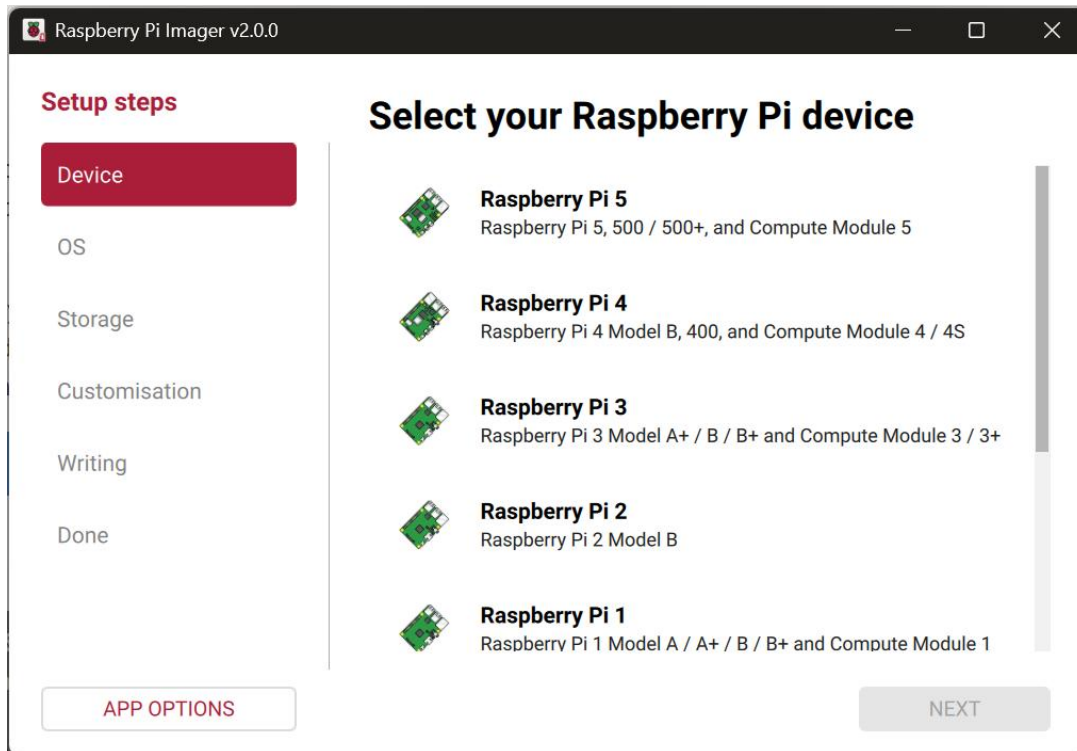 Raspberry Pi Imager v2.0.0
Setup steps
Device
OS
Storage
Customisation
Writing
Done
APP OPTIONS
Select your Raspberry Pi device
Raspberry Pi 5
Raspberry Pi 5, 500 / 500+, and Compute Module 5
Raspberry Pi 4
Raspberry Pi 4 Model B, 400, and Compute Module 4 / 4S
Raspberry Pi 3
Raspberry Pi 3 Model A+ / B / B+ and Compute Module 3 / 3+
Raspberry Pi 2
Raspberry Pi 2 Model B
Raspberry Pi 1
Raspberry Pi 1 Model A / A+ / B / B+ and Compute Module 1
NEXT